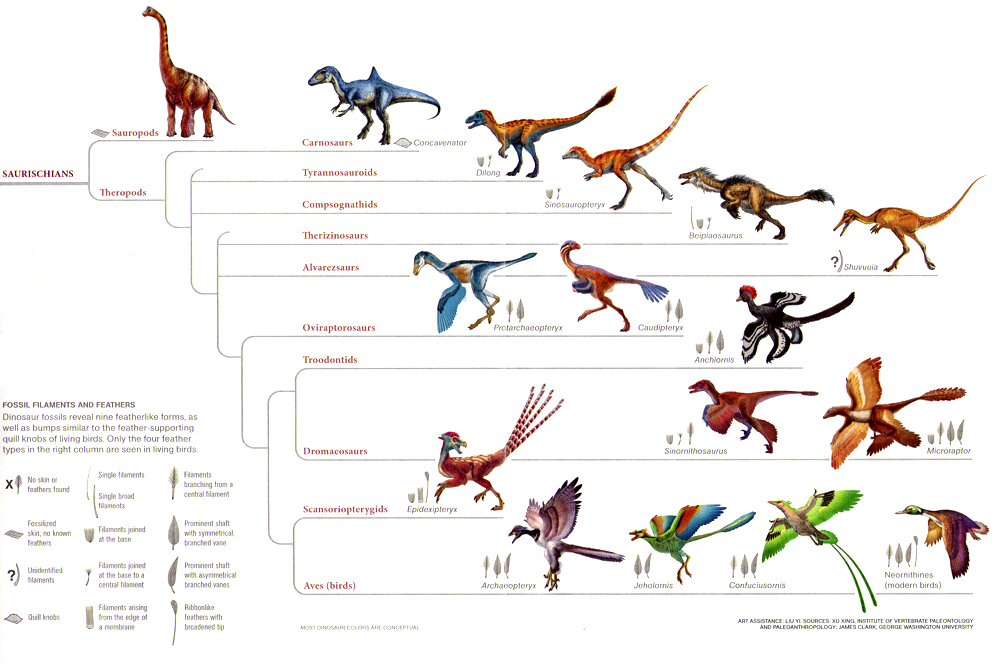 Sauropods
Carnosaurs
Concavenator
SAURISCHIANS
Tyrannosauroids
Dilong
Theropods
Compsognathids
Sinosauropteryx
Therizinosaurs
Beipiaosaurus
Alvarezsaurs
?
Shuvuuia
Oviraptorosaurs
Protarchaeopteryx
Caudipteryx
Troodontids
Anchiornis
Dromaeosaurs
Sinornithosaurus
Microraptor
Scansoriopterygids
Epidexipteryx
Aves (birds)
Archaeopteryx
Jeholornis
Confuciusornis
Neornithines
(modern birds)
FOSSIL FILAMENTS AND FEATHERS
Dinosaur fossils reveal nine featherlike forms, as
well as bumps similar to the feather-supporting
quill knobs of living birds. Only the four feather
types in the right column are seen in living birds.
X
No skin or
feathers found
Fossilized
skin, no known
feathers
?
Unidentified
filaments
Quill knobs
Single filaments
Single broad
filaments
Filaments joined
at the base
Filaments joined
at the base to a
central filament
Filaments arising
from the edge of
a membrane
Filaments
branching from a
central filament
Prominent shaft
with symmetrical
branched vane
Prominent shaft
with asymmetrical
branched vanes
Ribbonlike
feathers with
broadened tip
MOST DINOSAUR COLORS ARE CONCEPTUAL.
ART ASSISTANCE: LIU YI. SOURCES: XU XING, INSTITUTE OF VERTEBRATE PALEONTOLOGY
AND PALEOANTHROPOLOGY; JAMES CLARK, GEORGE WASHINGTON UNIVERSITY